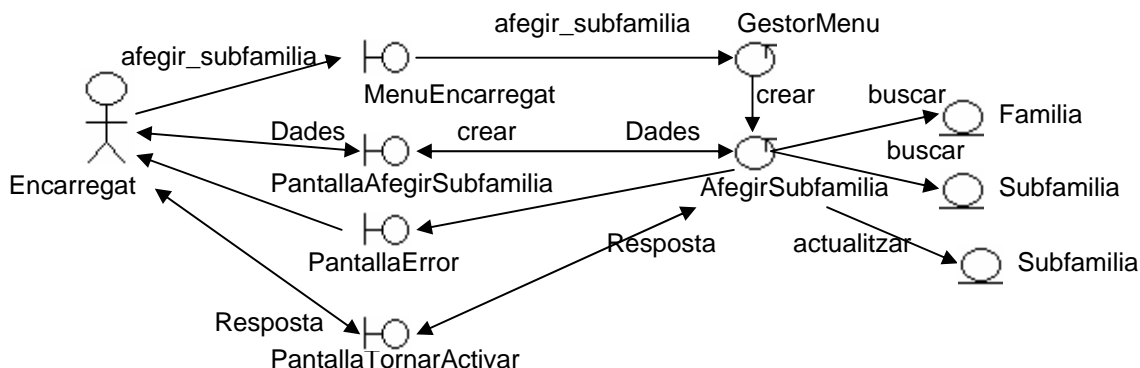 afegir_subfamilia
GestorMenu
afegir_subfamilia
MenuEncarregat
crear
buscar
Familia
Dades
crear
Dades
buscar
Encarregat
PantallaAfegirSubfamilia
AfegirSubfamilia
Subfamilia
PantallaError
Resposta
actualitzar
Subfamilia
Resposta
PantallaTornarActivar